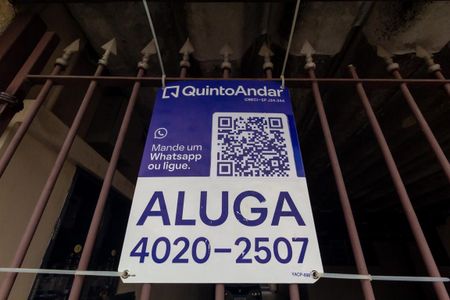 QuintoAndar
Mande um
Whatsapp
ou ligue.
ALUGA
4020-2507